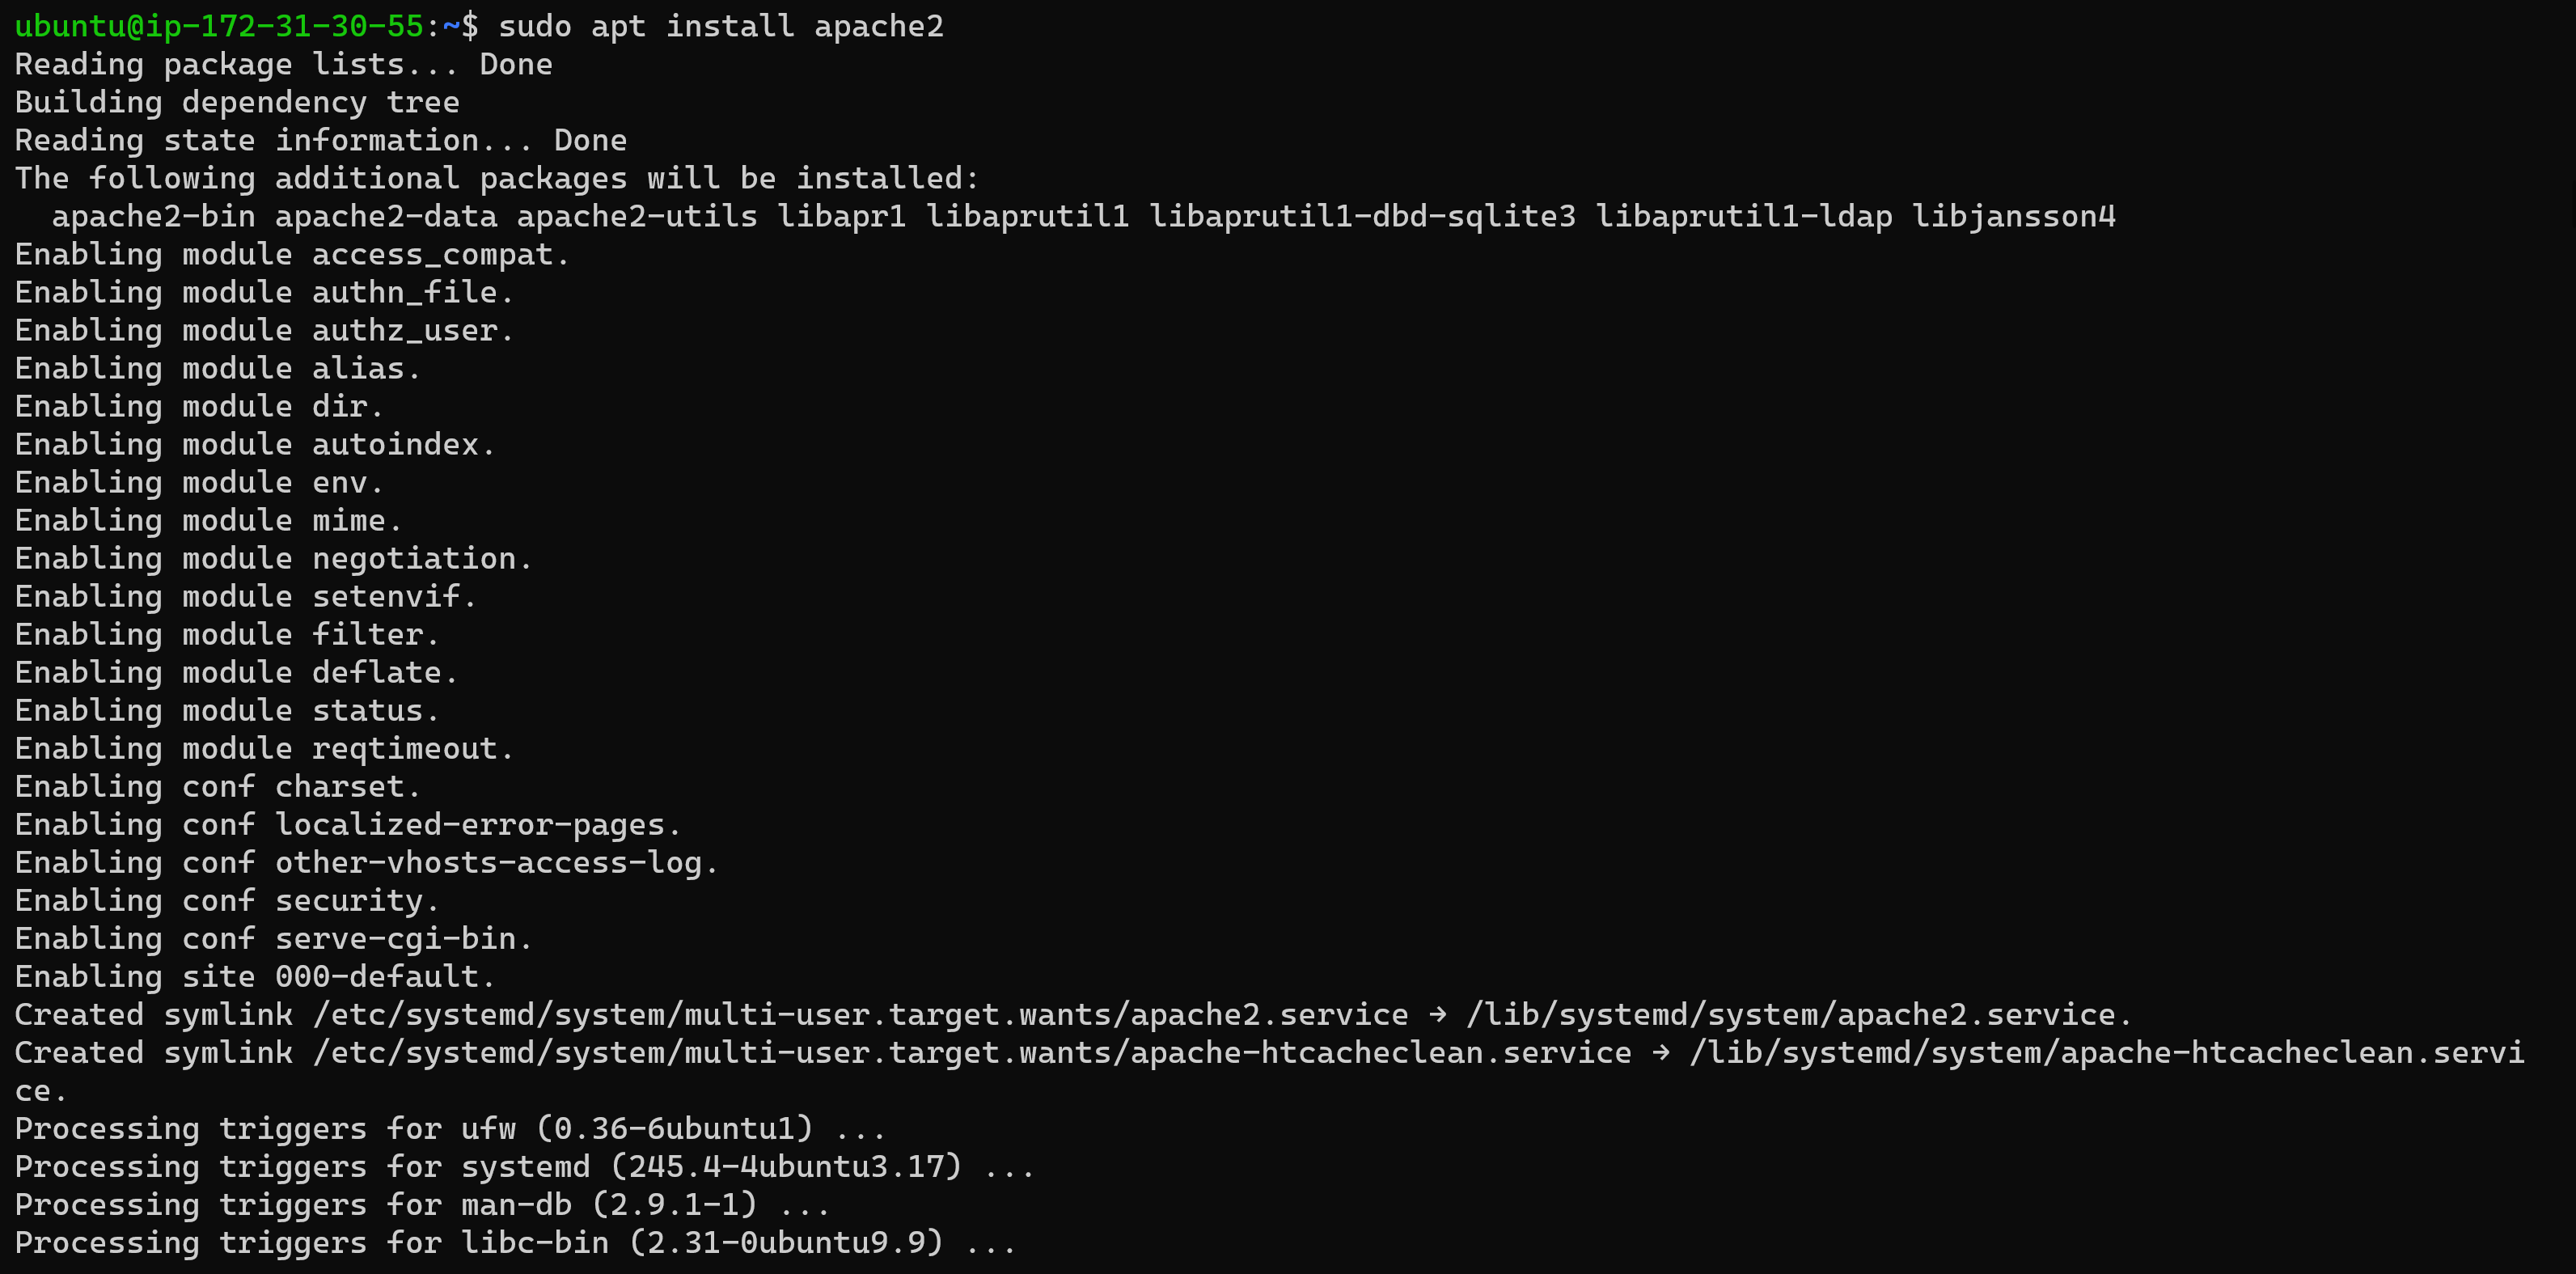 ubuntu@ip-172-31-30-55:~$ sudo apt install apache2
Reading package lists... Done
Building dependency tree
Reading state information... Done
The following additional packages will be installed:
  apache2-bin apache2-data apache2-utils libapr1 libaprutil1 libaprutil1-dbd-sqlite3 libaprutil1-ldap libjansson4
Enabling module access_compat.
Enabling module authn_file.
Enabling module authz_user.
Enabling module alias.
Enabling module dir.
Enabling module autoindex.
Enabling module env.
Enabling module mime.
Enabling module negotiation.
Enabling module setenvif.
Enabling module filter.
Enabling module deflate.
Enabling module status.
Enabling module reqtimeout.
Enabling conf charset.
Enabling conf localized-error-pages.
Enabling conf other-vhosts-access-log.
Enabling conf security.
Enabling conf serve-cgi-bin.
Enabling site 000-default.
Created symlink /etc/systemd/system/multi-user.target.wants/apache2.service → /lib/systemd/system/apache2.service.
Created symlink /etc/systemd/system/multi-user.target.wants/apache-htcacheclean.service → /lib/systemd/system/apache-htcacheclean.servi
ce.
Processing triggers for ufw (0.36-6ubuntu1) ...
Processing triggers for systemd (245.4-4ubuntu3.17) ...
Processing triggers for man-db (2.9.1-1) ...
Processing triggers for libc-bin (2.31-0ubuntu9.9) ...